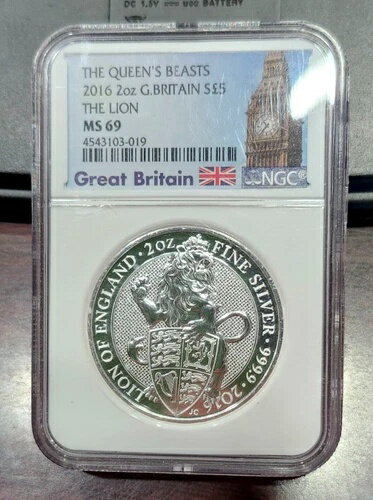 DC 1.5V
BATTERY
THE QUEEN'S BEASTS
2016 2oz G.BRITAIN S£5
THE LION
MS 69
4543103-019
Great Britain
NGC
LION OF ENGLAND · 2OZ · FINE SILVER · 9999 · 2016
JC